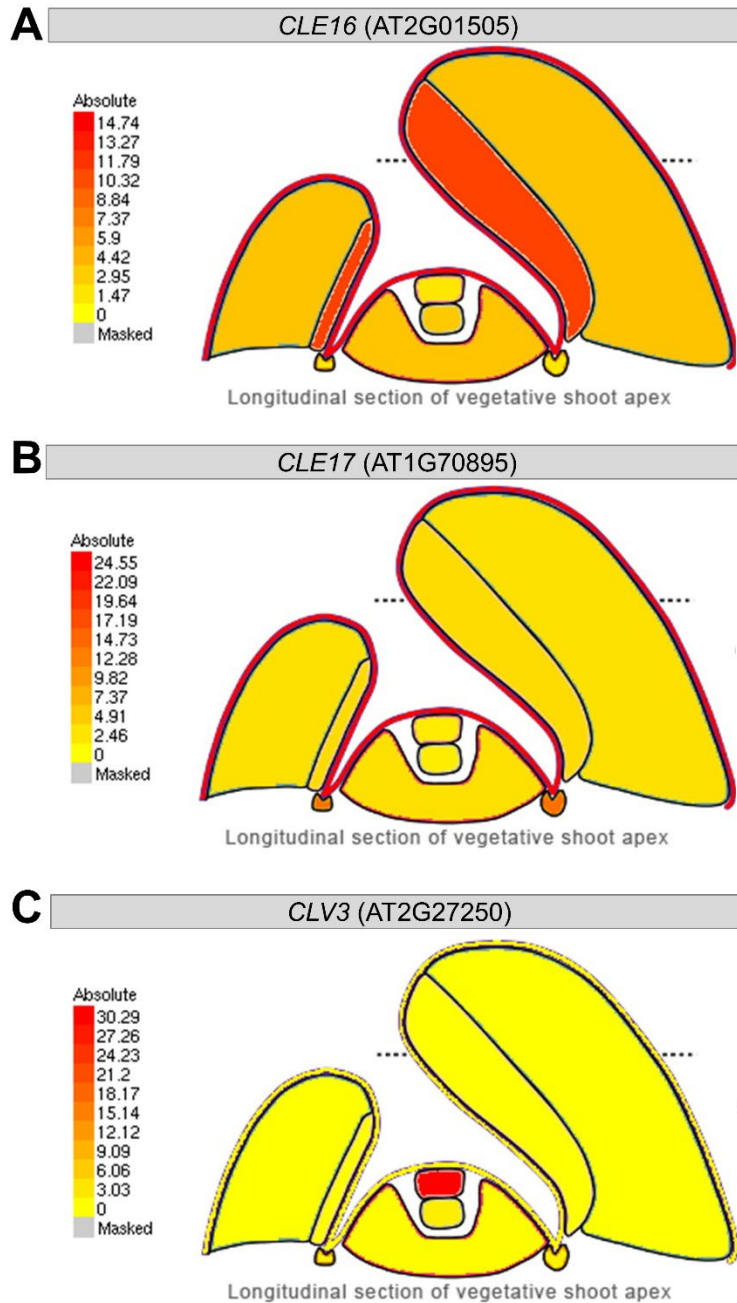 A
CLE16 (AT2G01505)
Absolute
14.74
13.27
11.79
10.32
8.84
7.37
5.9
4.42
2.95
1.47
0
Masked
Longitudinal section of vegetative shoot apex
B
CLE17 (AT1G70895)
Absolute
24.55
22.09
19.64
17.19
14.73
12.28
9.82
7.37
4.91
2.46
0
Masked
Longitudinal section of vegetative shoot apex
C
CLV3 (AT2G27250)
Absolute
30.29
27.26
24.23
21.2
18.17
15.14
12.12
9.09
6.06
3.03
0
Masked
Longitudinal section of vegetative shoot apex